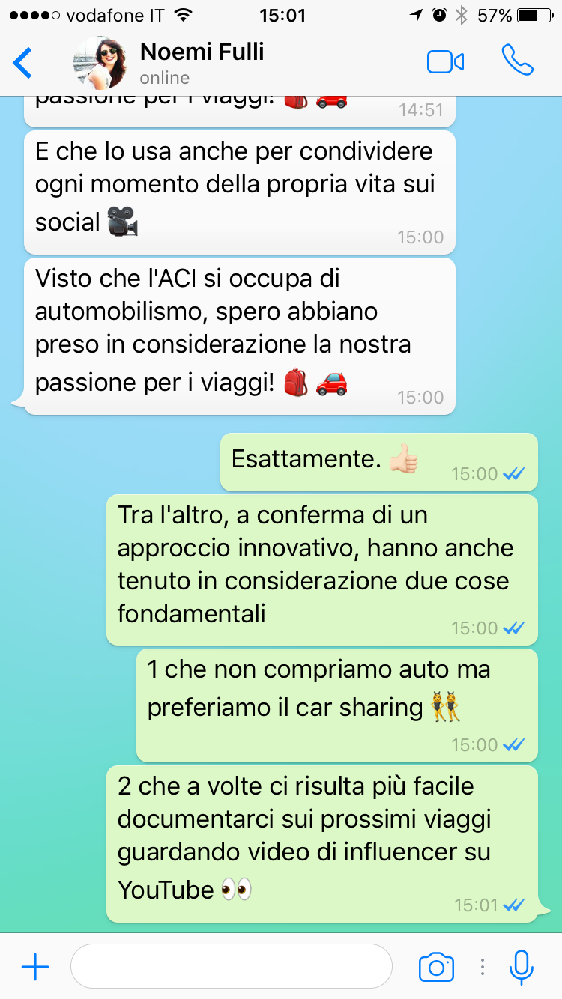 vodafone IT
15:01
57%
Noemi Fulli
online
passione per i viaggi! 🎒 🚗
14:51
E che lo usa anche per condividere
ogni momento della propria vita sui
social 🎥
15:00
Visto che l'ACI si occupa di
automobilismo, spero abbiano
preso in considerazione la nostra
passione per i viaggi! 🎒 🚗
15:00
Esattamente. 👍🏻
15:00
Tra l'altro, a conferma di un
approccio innovativo, hanno anche
tenuto in considerazione due cose
fondamentali
15:00
1 che non compriamo auto ma
preferiamo il car sharing 👯
15:00
2 che a volte ci risulta più facile
documentarci sui prossimi viaggi
guardando video di influencer su
YouTube 👀
15:01